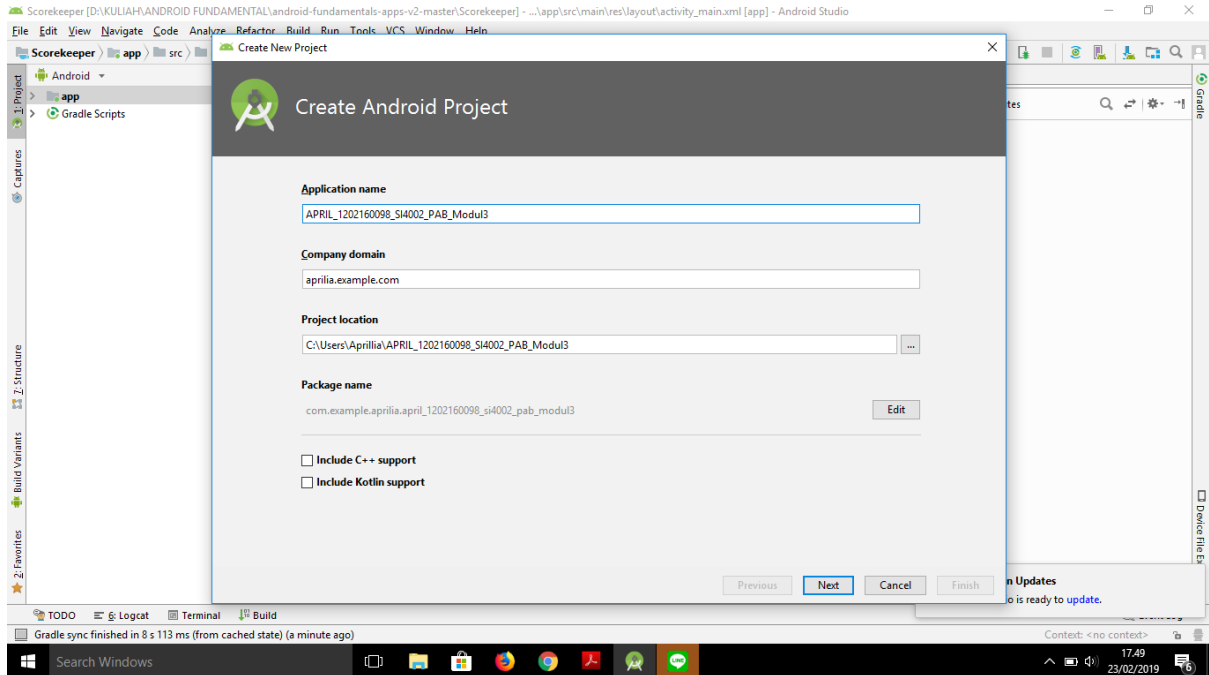 Scorekeeper [D:\KULIAH\ANDROID FUNDAMENTAL\android-fundamentals-apps-v2-master\Scorekeeper] - ...\app\src\main\res\layout\activity_main.xml [app] - Android Studio
File Edit View Navigate Code Analyze Refactor Build Run Tools VCS Window Help
Scorekeeper app src
Create New Project
Android
app
Gradle Scripts
1: Project
Captures
7: Structure
Build Variants
2: Favorites
Create Android Project
Application name
APRIL_1202160098_SI4002_PAB_Modul3
Company domain
aprilia.example.com
Project location
C:\Users\Aprillia\APRIL_1202160098_SI4002_PAB_Modul3
...
Package name
com.example.aprilia.april_1202160098_si4002_pab_modul3
Edit
Include C++ support
Include Kotlin support
Previous Next Cancel Finish
tes
Gradle
Device File Ex
n Updates
o is ready to update.
TODO 6: Logcat Terminal Build
Gradle sync finished in 8 s 113 ms (from cached state) (a minute ago)
Context: <no context>
Search Windows
LINE
17.49
23/02/2019
6